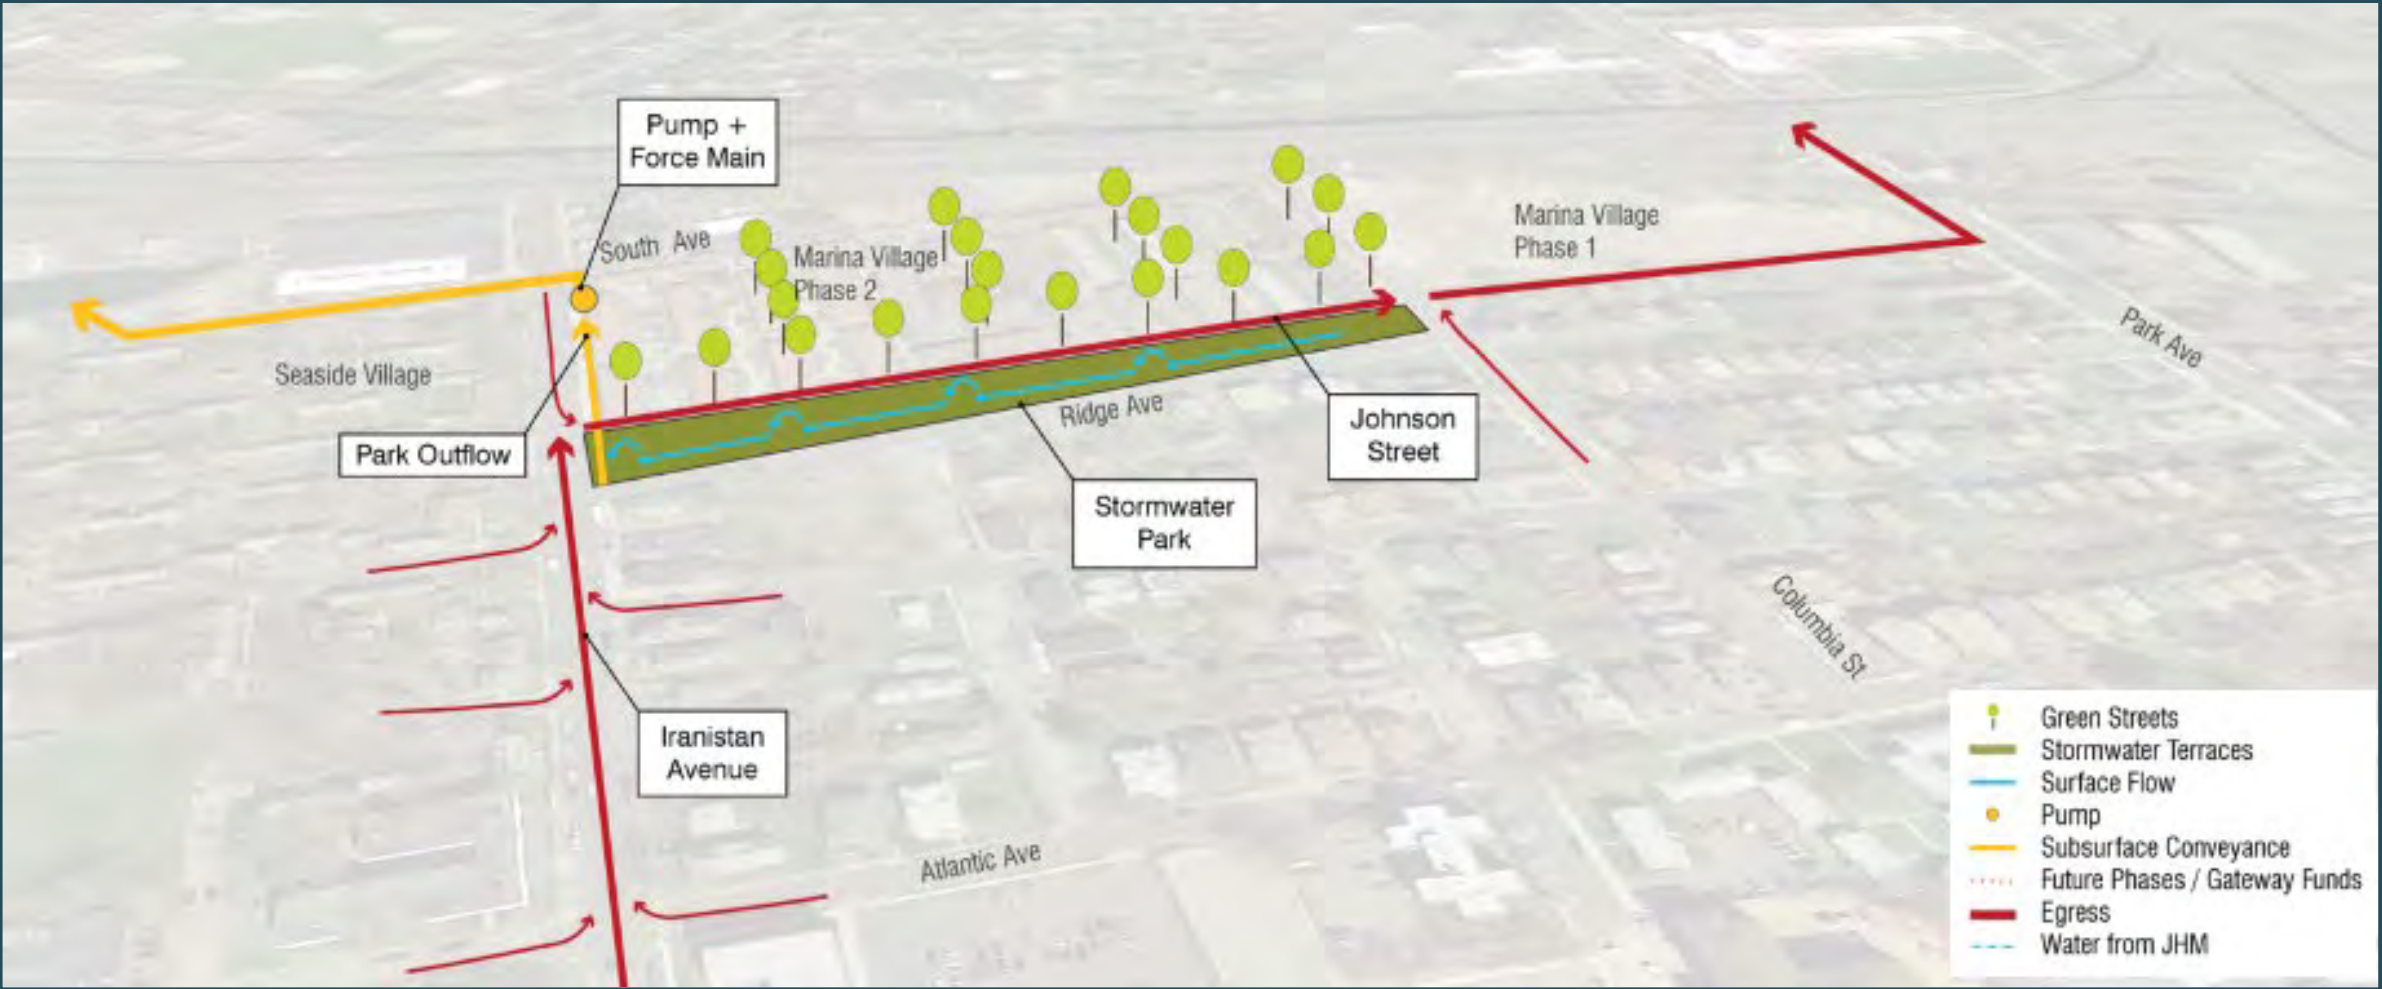 Pump +
Force Main
South Ave
Marina Village
Phase 2
Marina Village
Phase 1
Park Ave
Seaside Village
Park Outflow
Ridge Ave
Johnson
Street
Stormwater
Park
Columbia St
Iranistan
Avenue
Atlantic Ave
Green Streets
Stormwater Terraces
Surface Flow
Pump
Subsurface Conveyance
Future Phases / Gateway Funds
Egress
Water from JHM